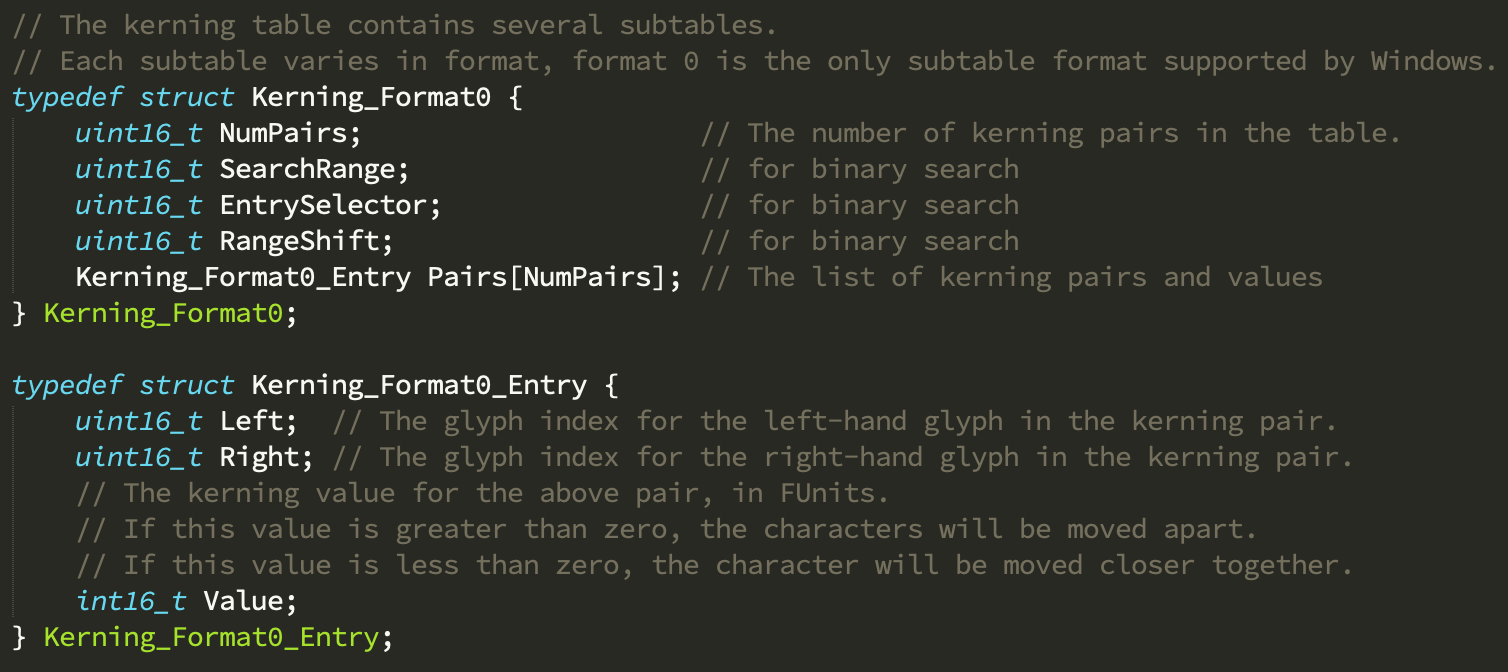 // The kerning table contains several subtables.
// Each subtable varies in format, format 0 is the only subtable format supported by Windows.
typedef struct Kerning_Format0 {
    uint16_t NumPairs;                     // The number of kerning pairs in the table.
    uint16_t SearchRange;                  // for binary search
    uint16_t EntrySelector;                // for binary search
    uint16_t RangeShift;                   // for binary search
    Kerning_Format0_Entry Pairs[NumPairs]; // The list of kerning pairs and values
} Kerning_Format0;

typedef struct Kerning_Format0_Entry {
    uint16_t Left;  // The glyph index for the left-hand glyph in the kerning pair.
    uint16_t Right; // The glyph index for the right-hand glyph in the kerning pair.
    // The kerning value for the above pair, in FUnits.
    // If this value is greater than zero, the characters will be moved apart.
    // If this value is less than zero, the character will be moved closer together.
    int16_t Value;
} Kerning_Format0_Entry;